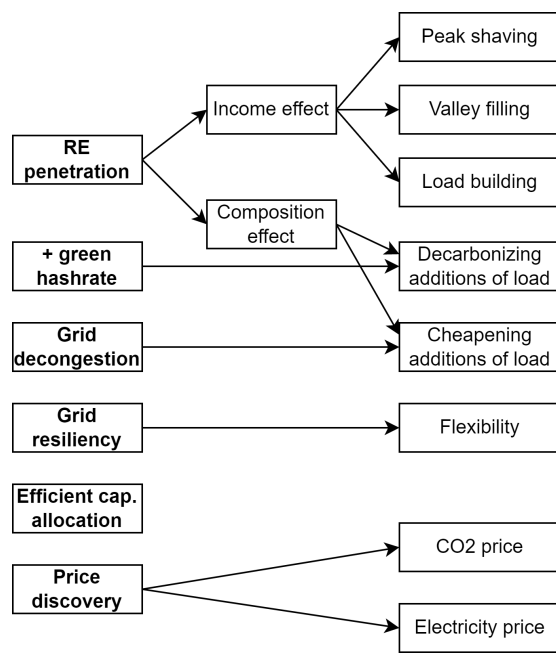 Peak shaving
Income effect
Valley filling
RE
penetration
Load building
Composition
effect
+ green
hashrate
Decarbonizing
additions of load
Grid
decongestion
Cheapening
additions of load
Grid
resiliency
Flexibility
Efficient cap.
allocation
CO2 price
Price
discovery
Electricity price